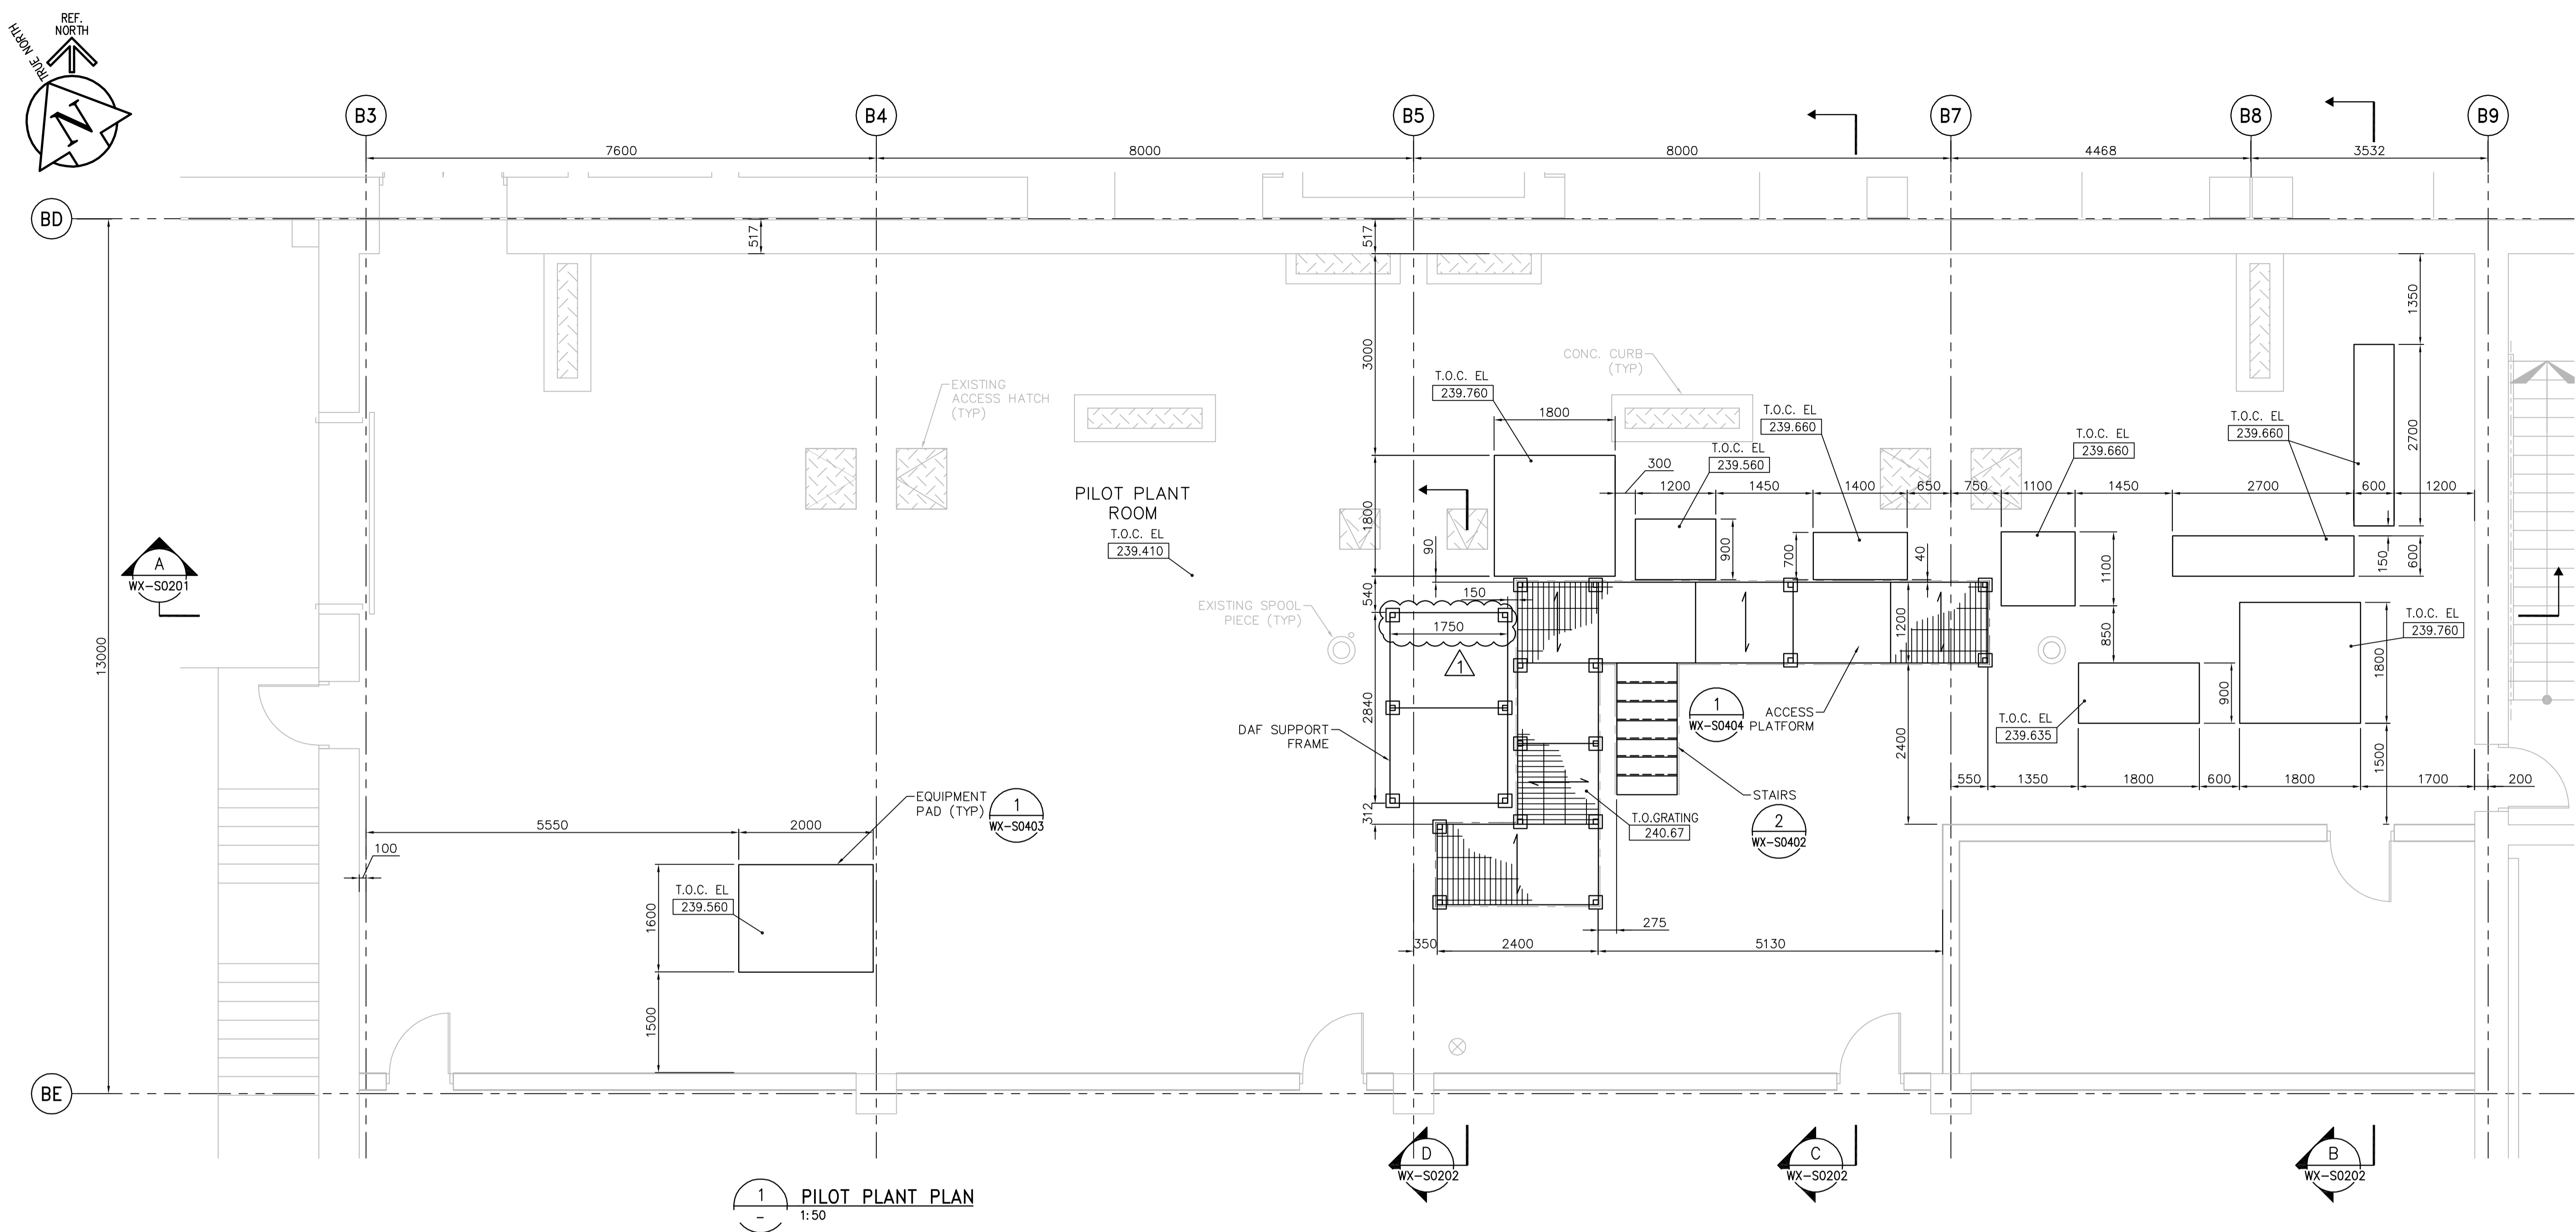 REF.
NORTH
TRUE NORTH
N
B3
B4
B5
B7
B8
B9
7600
8000
8000
4468
3532
BD
517
517
1350
3000
CONC. CURB
(TYP)
EXISTING
ACCESS HATCH
(TYP)
T.O.C. EL
239.760
1800
T.O.C. EL
239.660
T.O.C. EL
239.560
T.O.C. EL
239.660
T.O.C. EL
239.660
2700
300
1200
1450
1400
650
750
1100
1450
2700
600
1200
PILOT PLANT
ROOM
T.O.C. EL
239.410
1800
90
900
700
40
1100
150
600
A
WX-S0201
540
150
EXISTING SPOOL
PIECE (TYP)
1750
1
1200
850
T.O.C. EL
239.760
13000
2840
DAF SUPPORT
FRAME
1
WX-S0404
ACCESS
PLATFORM
2400
T.O.C. EL
239.635
900
1800
1500
550
1350
1800
600
1800
1700
200
EQUIPMENT
PAD (TYP)
1
WX-S0403
312
STAIRS
2
WX-S0402
T.O.GRATING
240.67
5550
2000
100
T.O.C. EL
239.560
1600
275
350
2400
5130
1500
BE
D
WX-S0202
C
WX-S0202
B
WX-S0202
1
-
PILOT PLANT PLAN
1:50